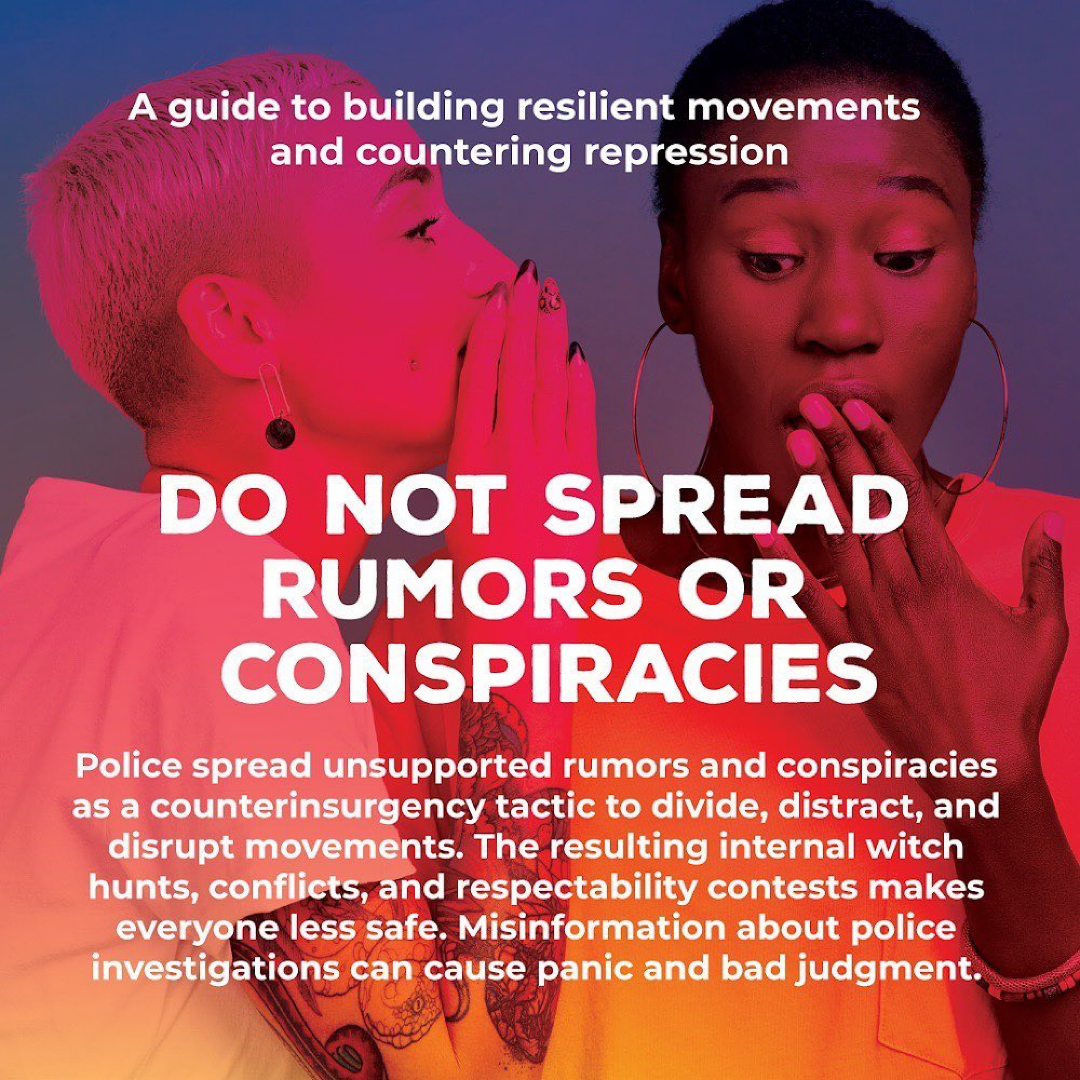 A guide to building resilient movements
and countering repression
DO NOT SPREAD
RUMORS OR
CONSPIRACIES
Police spread unsupported rumors and conspiracies
as a counterinsurgency tactic to divide, distract, and
disrupt movements. The resulting internal witch
hunts, conflicts, and respectability contests makes
everyone less safe. Misinformation about police
investigations can cause panic and bad judgment.